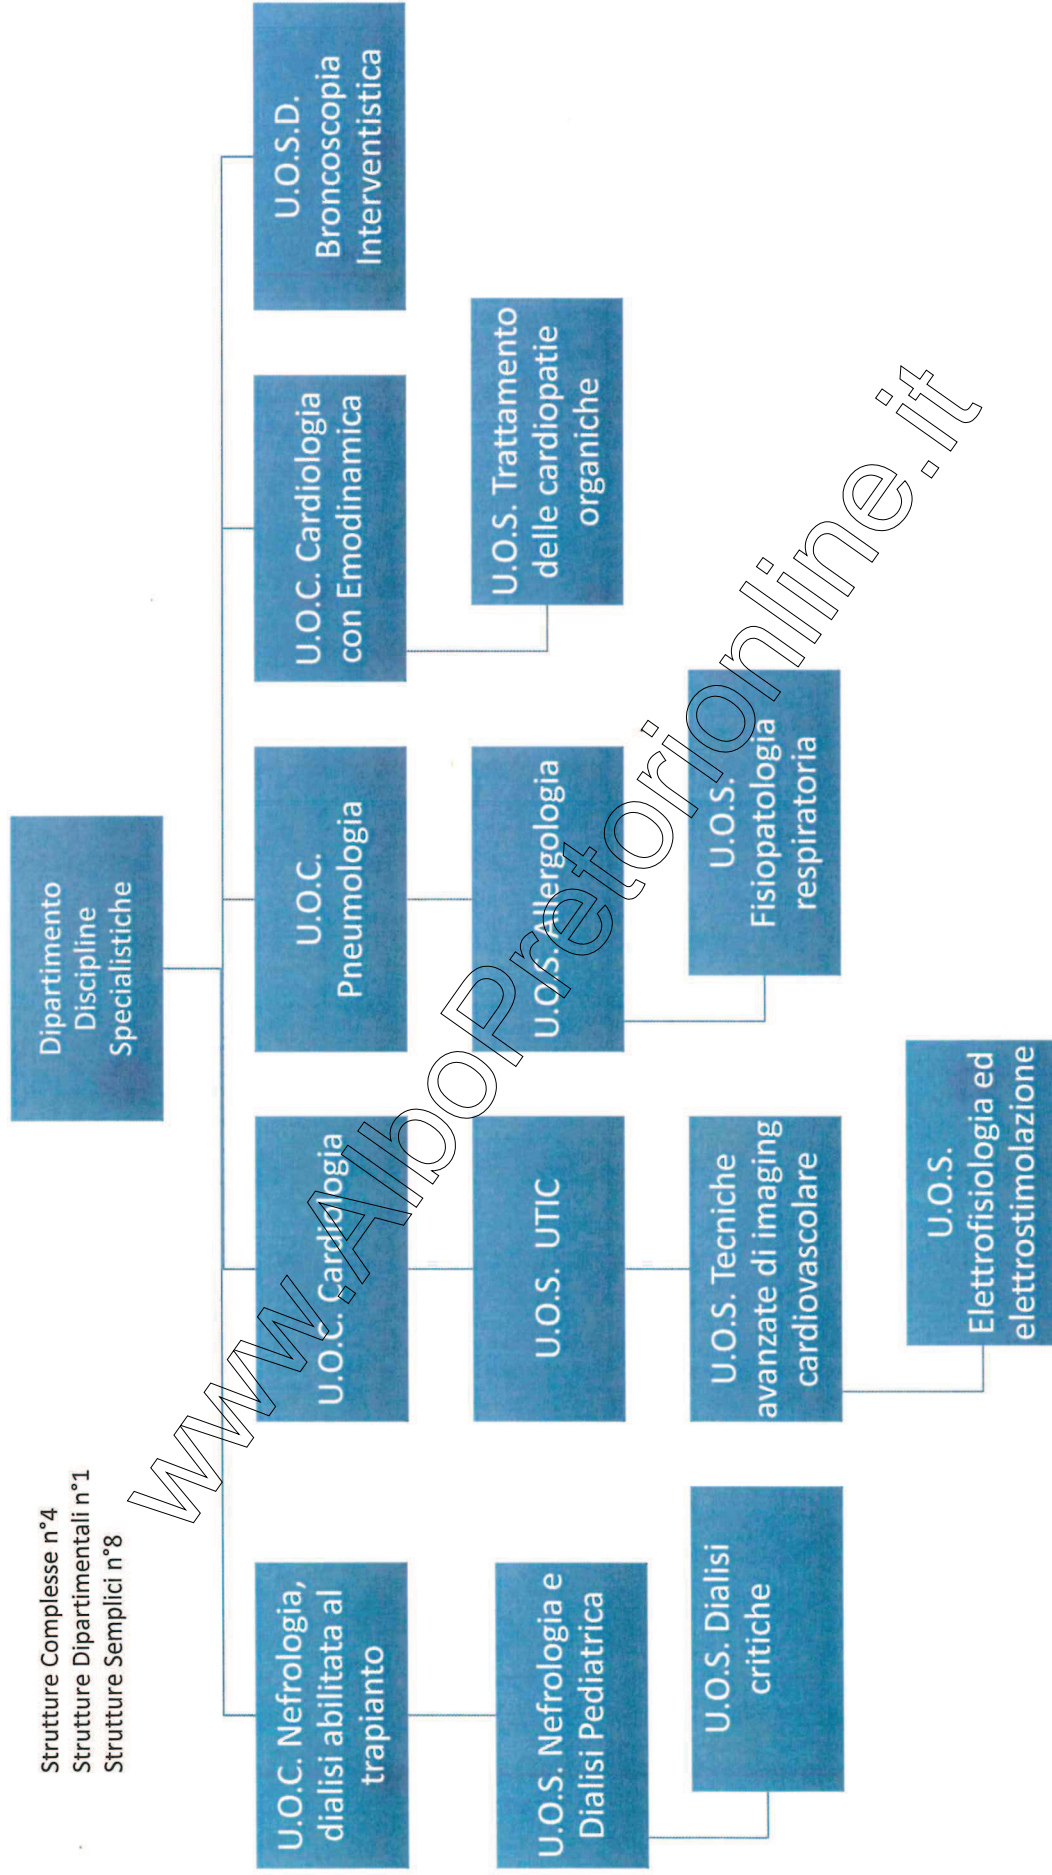 Strutture Complesse n°4
Strutture Dipartimentali n°1
Strutture Semplici n°8
Dipartimento
Discipline
Specialistiche
U.O.C. Nefrologia,
dialisi abilitata al
trapianto
U.O.C. Cardiologia
U.O.C.
Pneumologia
U.O.C. Cardiologia
con Emodinamica
U.O.S.D.
Broncoscopia
Interventistica
U.O.S. Nefrologia e
Dialisi Pediatrica
U.O.S. UTIC
U.O.S. Allergologia
U.O.S. Trattamento
delle cardiopatie
organiche
U.O.S. Dialisi
critiche
U.O.S. Tecniche
avanzate di imaging
cardiovascolare
U.O.S.
Fisiopatologia
respiratoria
U.O.S.
Elettrofisiologia ed
elettrostimolazione
www.AlboPretorionline.it